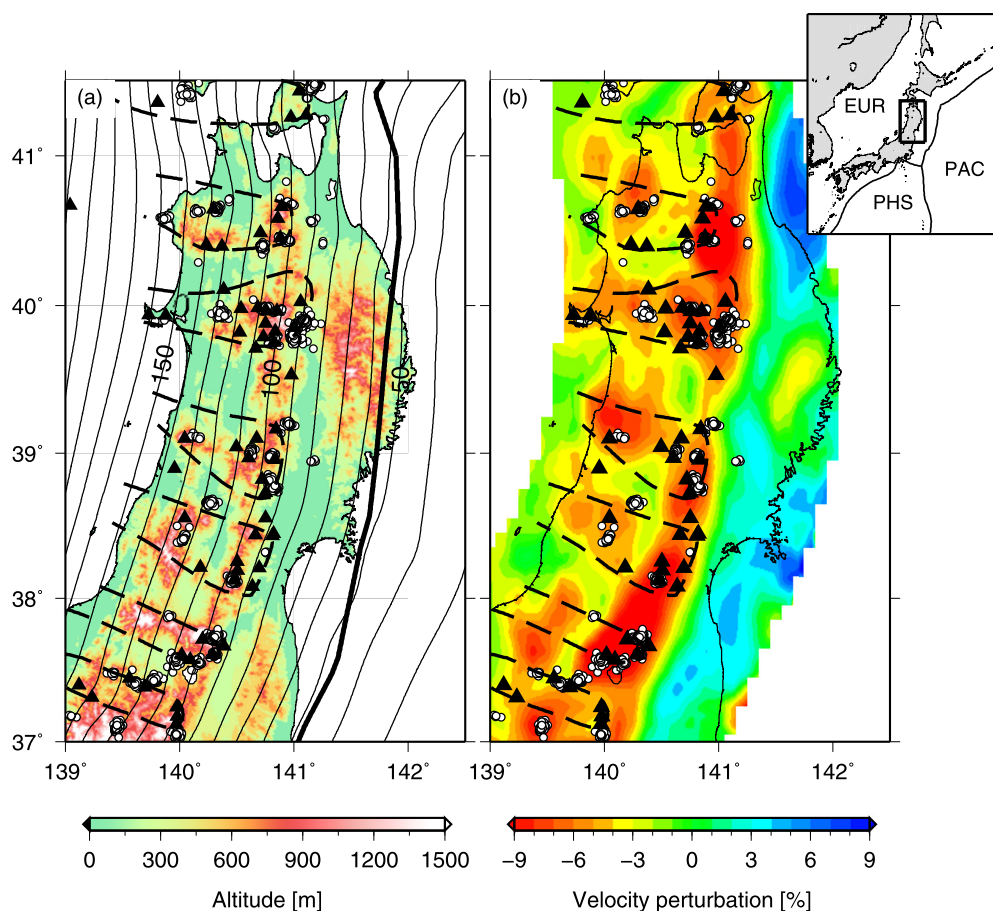 (a)
(b)
EUR
PAC
PHS
41°
40°
39°
38°
37°
150
100
50
139° 140° 141° 142°
139° 140° 141° 142°
0 300 600 900 1200 1500
Altitude [m]
−9 −6 −3 0 3 6 9
Velocity perturbation [%]